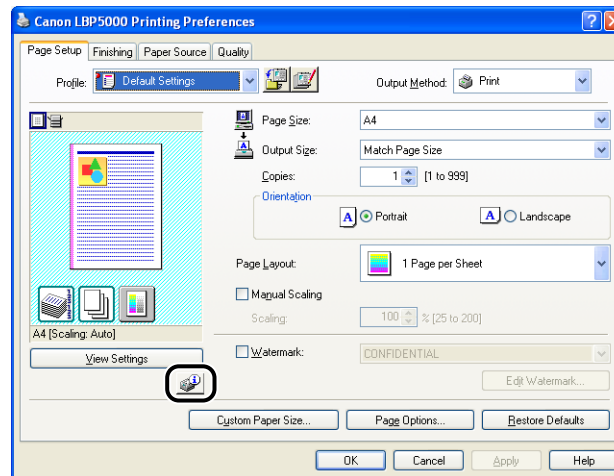 Canon LBP5000 Printing Preferences
Page Setup Finishing Paper Source Quality
Profile: Default Settings Output Method: Print
Page Size: A4
Output Size: Match Page Size
Copies: 1 [1 to 999]
Orientation
A Portrait A Landscape
Page Layout: 1 Page per Sheet
Manual Scaling
Scaling: 100 % [25 to 200]
A4 [Scaling: Auto]
View Settings
Watermark: CONFIDENTIAL
Edit Watermark...
Custom Paper Size... Page Options... Restore Defaults
OK Cancel Apply Help